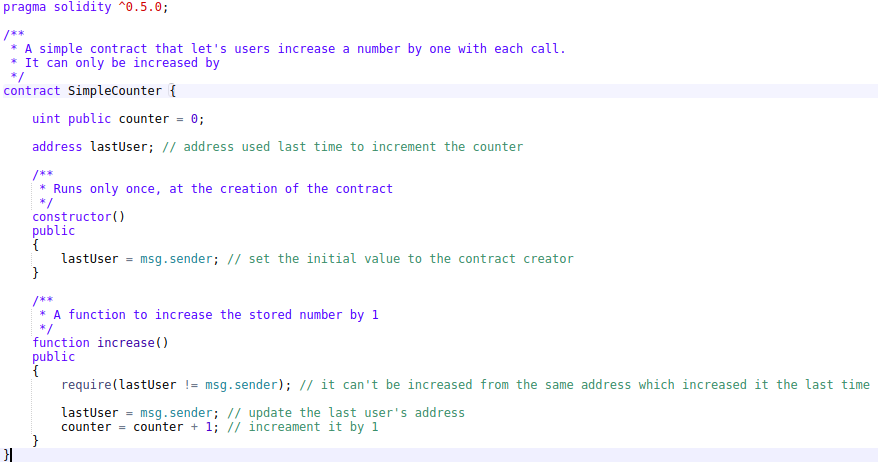 pragma solidity ^0.5.0;
/**
 * A simple contract that let's users increase a number by one with each call.
 * It can only be increased by
 */
contract SimpleCounter {
    uint public counter = 0;
    address lastUser; // address used last time to increment the counter
    /**
     * Runs only once, at the creation of the contract
     */
    constructor()
    public
    {
        lastUser = msg.sender; // set the initial value to the contract creator
    }
    /**
     * A function to increase the stored number by 1
     */
    function increase()
    public
    {
        require(lastUser != msg.sender); // it can't be increased from the same address which increased it the last time
        lastUser = msg.sender; // update the last user's address
        counter = counter + 1; // increament it by 1
    }
}